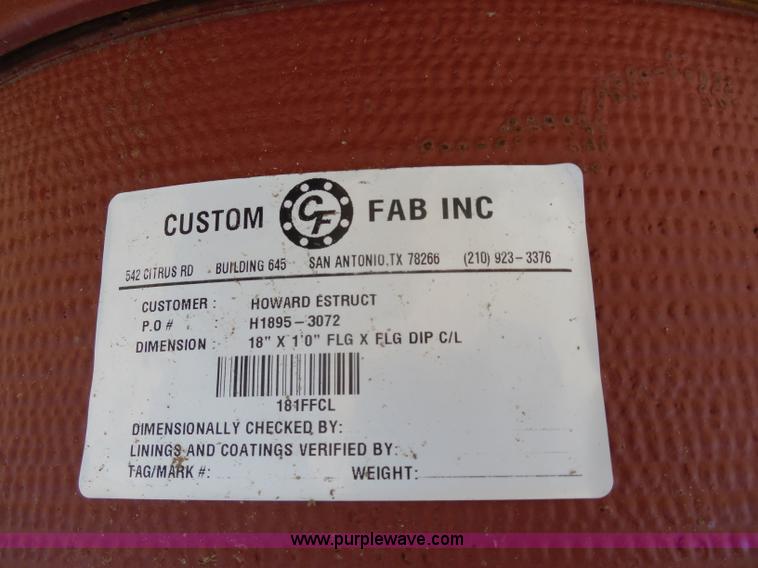 CUSTOM CF FAB INC
542 CITRUS RD BUILDING 645 SAN ANTONIO,TX 78266 (210) 923-3376
CUSTOMER : HOWARD ESTRUCT
P.O # : H1895-3072
DIMENSION : 18" X 1'0" FLG X FLG DIP C/L
181FFCL
DIMENSIONALLY CHECKED BY:
LININGS AND COATINGS VERIFIED BY:
TAG/MARK #: WEIGHT:
www.purplewave.com